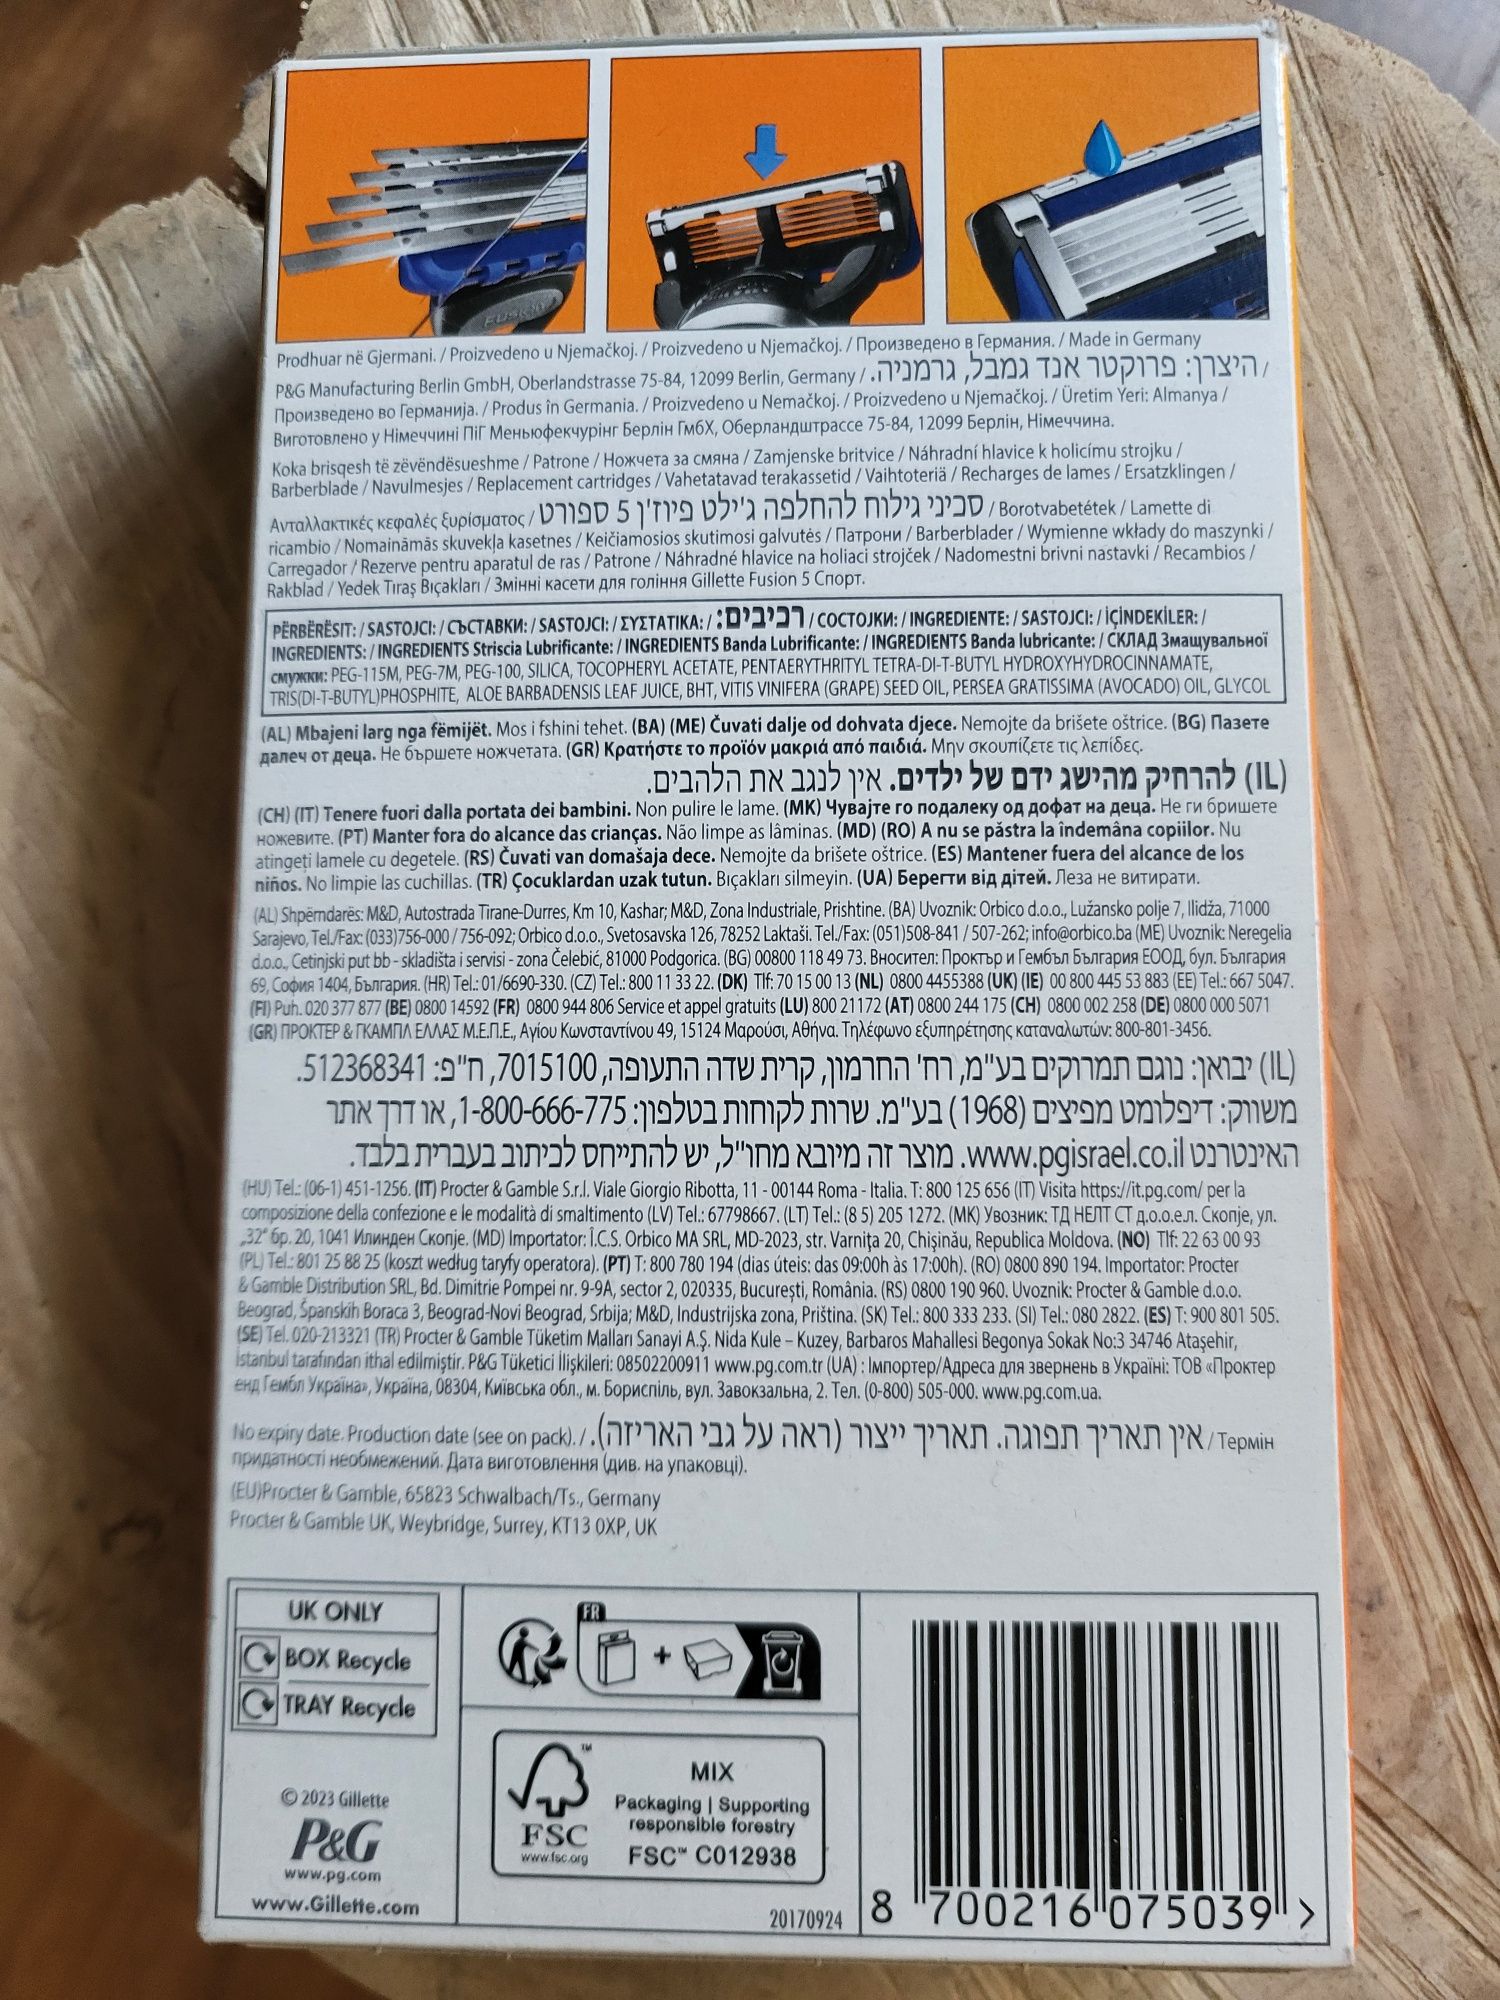 FUSION
Prodhuar në Gjermani. / Proizvedeno u Njemačkoj. / Proizvedeno u Njemačkoj. / Произведено в Германия. / Made in Germany
P&G Manufacturing Berlin GmbH, Oberlandstrasse 75-84, 12099 Berlin, Germany / היצרן: פרוקטר אנד גמבל, גרמניה. /
Произведено во Германија. / Produs în Germania. / Proizvedeno u Nemačkoj. / Proizvedeno u Njemačkoj. / Üretim Yeri: Almanya /
Виготовлено у Німеччині ПіГ Меньюфекчурінг Берлін ГмбХ, Оберландштрассе 75-84, 12099 Берлін, Німеччина.
Koka brisqesh të zëvëndësueshme / Patrone / Ножчета за смяна / Zamjenske britvice / Náhradní hlavice k holicímu strojku /
Barberblade / Navulmesjes / Replacement cartridges / Vahetatavad terakassetid / Vaihtoteriä / Recharges de lames / Ersatzklingen /
Ανταλλακτικές κεφαλές ξυρίσματος / סכיני גילוח להחלפה ג'ילט פיוז'ן 5 ספורט / Borotvabetétek / Lamette di
ricambio / Nomaināmās skuvekļa kasetnes / Keičiamosios skutimosi galvutės / Патрони / Barberblader / Wymienne wkłady do maszynki /
Carregador / Rezerve pentru aparatul de ras / Patrone / Náhradné hlavice na holiaci strojček / Nadomestni brivni nastavki / Recambios /
Rakblad / Yedek Tıraş Bıçakları / Змінні касети для гоління Gillette Fusion 5 Спорт.
PËRBËRËSIT: / SASTOJCI: / СЪСТАВКИ: / SASTOJCI: / ΣΥΣΤΑΤΙΚΑ: / רכיבים: / СОСТОЈКИ: / INGREDIENTE: / SASTOJCI: / İÇİNDEKİLER: /
INGREDIENTS: / INGREDIENTS Striscia Lubrificante: / INGREDIENTS Banda Lubrificante: / INGREDIENTS Banda lubricante: / СКЛАД Змащувальної
смужки: PEG-115M, PEG-7M, PEG-100, SILICA, TOCOPHERYL ACETATE, PENTAERYTHRITYL TETRA-DI-T-BUTYL HYDROXYHYDROCINNAMATE,
TRIS(DI-T-BUTYL)PHOSPHITE, ALOE BARBADENSIS LEAF JUICE, BHT, VITIS VINIFERA (GRAPE) SEED OIL, PERSEA GRATISSIMA (AVOCADO) OIL, GLYCOL
(AL) Mbajeni larg nga fëmijët. Mos i fshini tehet. (BA) (ME) Čuvati dalje od dohvata djece. Nemojte da brišete oštrice. (BG) Пазете
далеч от деца. Не бършете ножчетата. (GR) Κρατήστε το προϊόν μακριά από παιδιά. Μην σκουπίζετε τις λεπίδες.
(IL) להרחיק מהישג ידם של ילדים. אין לנגב את הלהבים.
(CH) (IT) Tenere fuori dalla portata dei bambini. Non pulire le lame. (MK) Чувајте го подалеку од дофат на деца. Не ги бришете
ножевите. (PT) Manter fora do alcance das crianças. Não limpe as lâminas. (MD) (RO) A nu se păstra la îndemâna copiilor. Nu
atingeți lamele cu degetele. (RS) Čuvati van domašaja dece. Nemojte da brišete oštrice. (ES) Mantener fuera del alcance de los
niños. No limpie las cuchillas. (TR) Çocuklardan uzak tutun. Bıçakları silmeyin. (UA) Берегти від дітей. Леза не витирати.
(AL) Shpërndarës: M&D, Autostrada Tirane-Durres, Km 10, Kashar; M&D, Zona Industriale, Prishtine. (BA) Uvoznik: Orbico d.o.o., Lužansko polje 7, Ilidža, 71000
Sarajevo, Tel./Fax: (033)756-000 / 756-092; Orbico d.o.o., Svetosavska 126, 78252 Laktaši. Tel./Fax: (051)508-841 / 507-262; info@orbico.ba (ME) Uvoznik: Neregelia
d.o.o., Cetinjski put bb - skladišta i servisi - zona Čelebić, 81000 Podgorica. (BG) 00800 118 49 73. Вносител: Проктър и Гембъл България ЕООД, бул. България
69, София 1404, България. (HR) Tel.: 01/6690-330. (CZ) Tel.: 800 11 33 22. (DK) Tlf: 70 15 00 13 (NL) 0800 4455388 (UK) (IE) 00 800 445 53 883 (EE) Tel.: 667 5047.
(FI) Puh. 020 377 877 (BE) 0800 14592 (FR) 0800 944 806 Service et appel gratuits (LU) 800 21172 (AT) 0800 244 175 (CH) 0800 002 258 (DE) 0800 000 5071
(GR) ΠΡΟΚΤΕΡ & ΓΚΑΜΠΛ ΕΛΛΑΣ Μ.Ε.Π.Ε., Αγίου Κωνσταντίνου 49, 15124 Μαρούσι, Αθήνα. Τηλέφωνο εξυπηρέτησης καταναλωτών: 800-801-3456.
(IL) יבואן: נוגם תמרוקים בע"מ, רח' החרמון, קרית שדה התעופה, 7015100, ח"פ: 512368341.
משווק: דיפלומט מפיצים (1968) בע"מ. שרות לקוחות בטלפון: 1-800-666-775, או דרך אתר
האינטרנט www.pgisrael.co.il. מוצר זה מיובא מחו"ל, יש להתייחס לכיתוב בעברית בלבד.
(HU) Tel.: (06-1) 451-1256. (IT) Procter & Gamble S.r.l. Viale Giorgio Ribotta, 11 - 00144 Roma - Italia. T: 800 125 656 (IT) Visita https://it.pg.com/ per la
composizione della confezione e le modalità di smaltimento (LV) Tel.: 67798667. (LT) Tel.: (8 5) 205 1272. (MK) Увозник: ТД НЕЛТ СТ д.о.о.ел. Скопје, ул.
„32“ бр. 20, 1041 Илинден Скопје. (MD) Importator: Î.C.S. Orbico MA SRL, MD-2023, str. Varnița 20, Chișinău, Republica Moldova. (NO) Tlf: 22 63 00 93
(PL) Tel.: 801 25 88 25 (koszt według taryfy operatora). (PT) T: 800 780 194 (dias úteis: das 09:00h às 17:00h). (RO) 0800 890 194. Importator: Procter
& Gamble Distribution SRL, Bd. Dimitrie Pompei nr. 9-9A, sector 2, 020335, București, România. (RS) 0800 190 960. Uvoznik: Procter & Gamble d.o.o.
Beograd, Španskih Boraca 3, Beograd-Novi Beograd, Srbija; M&D, Industrijska zona, Priština. (SK) Tel.: 800 333 233. (SI) Tel.: 080 2822. (ES) T: 900 801 505.
(SE) Tel. 020-213321 (TR) Procter & Gamble Tüketim Malları Sanayi A.Ş. Nida Kule – Kuzey, Barbaros Mahallesi Begonya Sokak No:3 34746 Ataşehir,
İstanbul tarafından ithal edilmiştir. P&G Tüketici İlişkileri: 08502200911 www.pg.com.tr (UA) : Імпортер/Адреса для звернень в Україні: ТОВ «Проктер
енд Гембл Україна», Україна, 08304, Київська обл., м. Бориспіль, вул. Завокзальна, 2. Тел. (0-800) 505-000. www.pg.com.ua.
No expiry date. Production date (see on pack). / אין תאריך תפוגה. תאריך ייצור (ראה על גבי האריזה). / Термін
придатності необмежений. Дата виготовлення (див. на упаковці).
(EU)Procter & Gamble, 65823 Schwalbach/Ts., Germany
Procter & Gamble UK, Weybridge, Surrey, KT13 0XP, UK
UK ONLY
BOX Recycle
TRAY Recycle
© 2023 Gillette
P&G
www.pg.com
www.Gillette.com
FR
FSC™
www.fsc.org
MIX
Packaging | Supporting
responsible forestry
FSC™ C012938
20170924
8 700216 075039 >